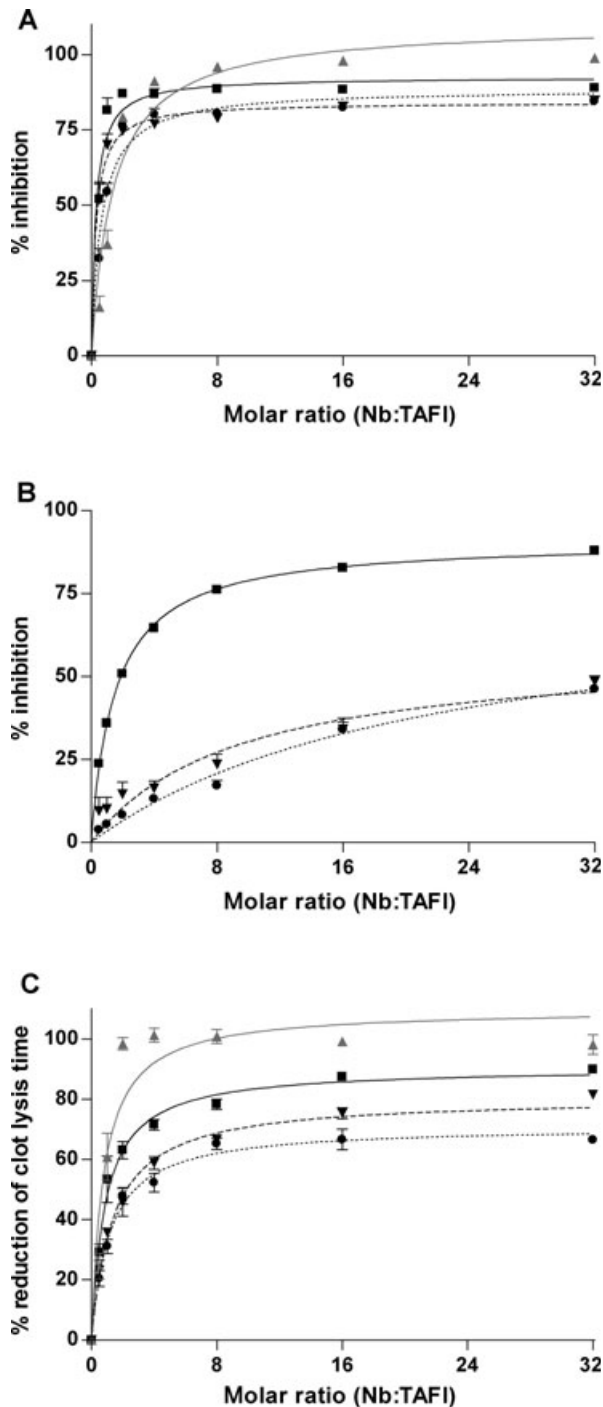 A
% inhibition
100
75
50
25
0
0 8 16 24 32
Molar ratio (Nb:TAFI)
B
% inhibition
100
75
50
25
0
0 8 16 24 32
Molar ratio (Nb:TAFI)
C
% reduction of clot lysis time
100
80
60
40
20
0
0 8 16 24 32
Molar ratio (Nb:TAFI)